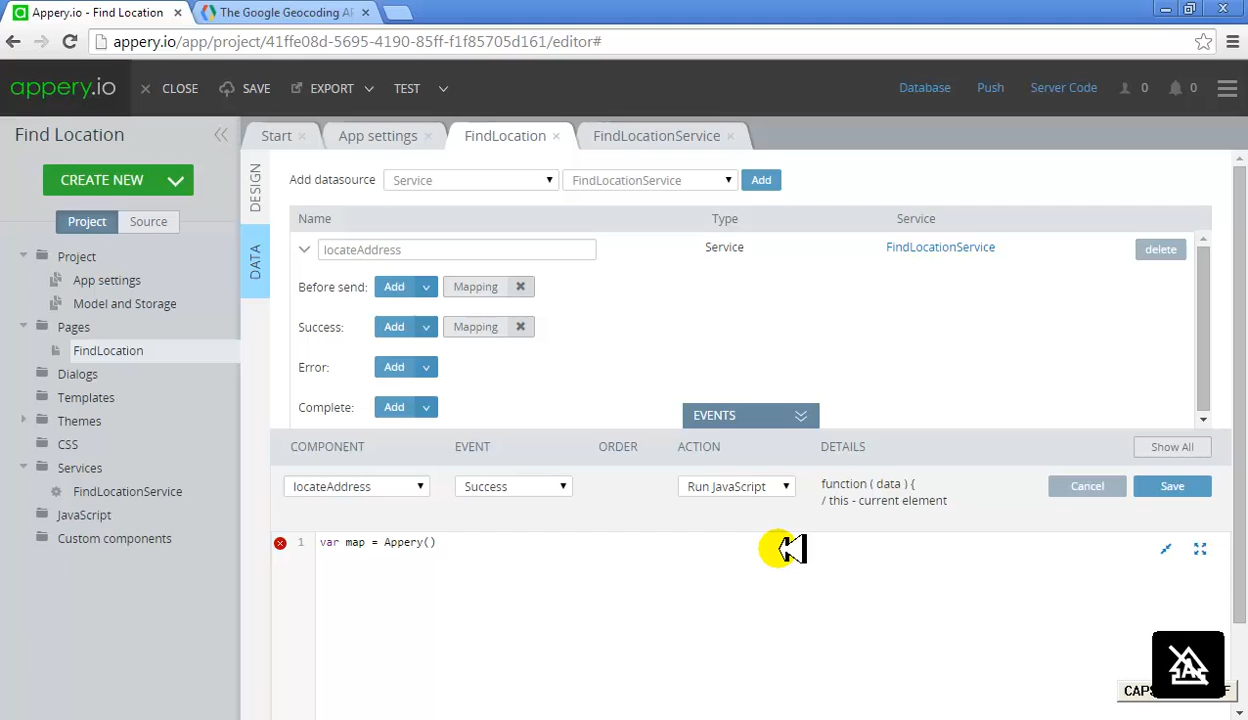 Appery.io - Find Location
The Google Geocoding AP
appery.io/app/project/41ffe08d-5695-4190-85ff-f1f85705d161/editor#
appery.io
CLOSE
SAVE
EXPORT
TEST
Database
Push
Server Code
0
0
Find Location
Start
App settings
FindLocation
FindLocationService
CREATE NEW
Project
Source
Project
App settings
Model and Storage
Pages
FindLocation
Dialogs
Templates
Themes
CSS
Services
FindLocationService
JavaScript
Custom components
DESIGN
DATA
Add datasource
Service
FindLocationService
Add
Name
Type
Service
locateAddress
Service
FindLocationService
delete
Before send:
Add
Mapping
Success:
Add
Mapping
Error:
Add
Complete:
Add
EVENTS
COMPONENT
EVENT
ORDER
ACTION
DETAILS
Show All
locateAddress
Success
Run JavaScript
function ( data ) {
/ this - current element
Cancel
Save
1
var map = Appery()
A